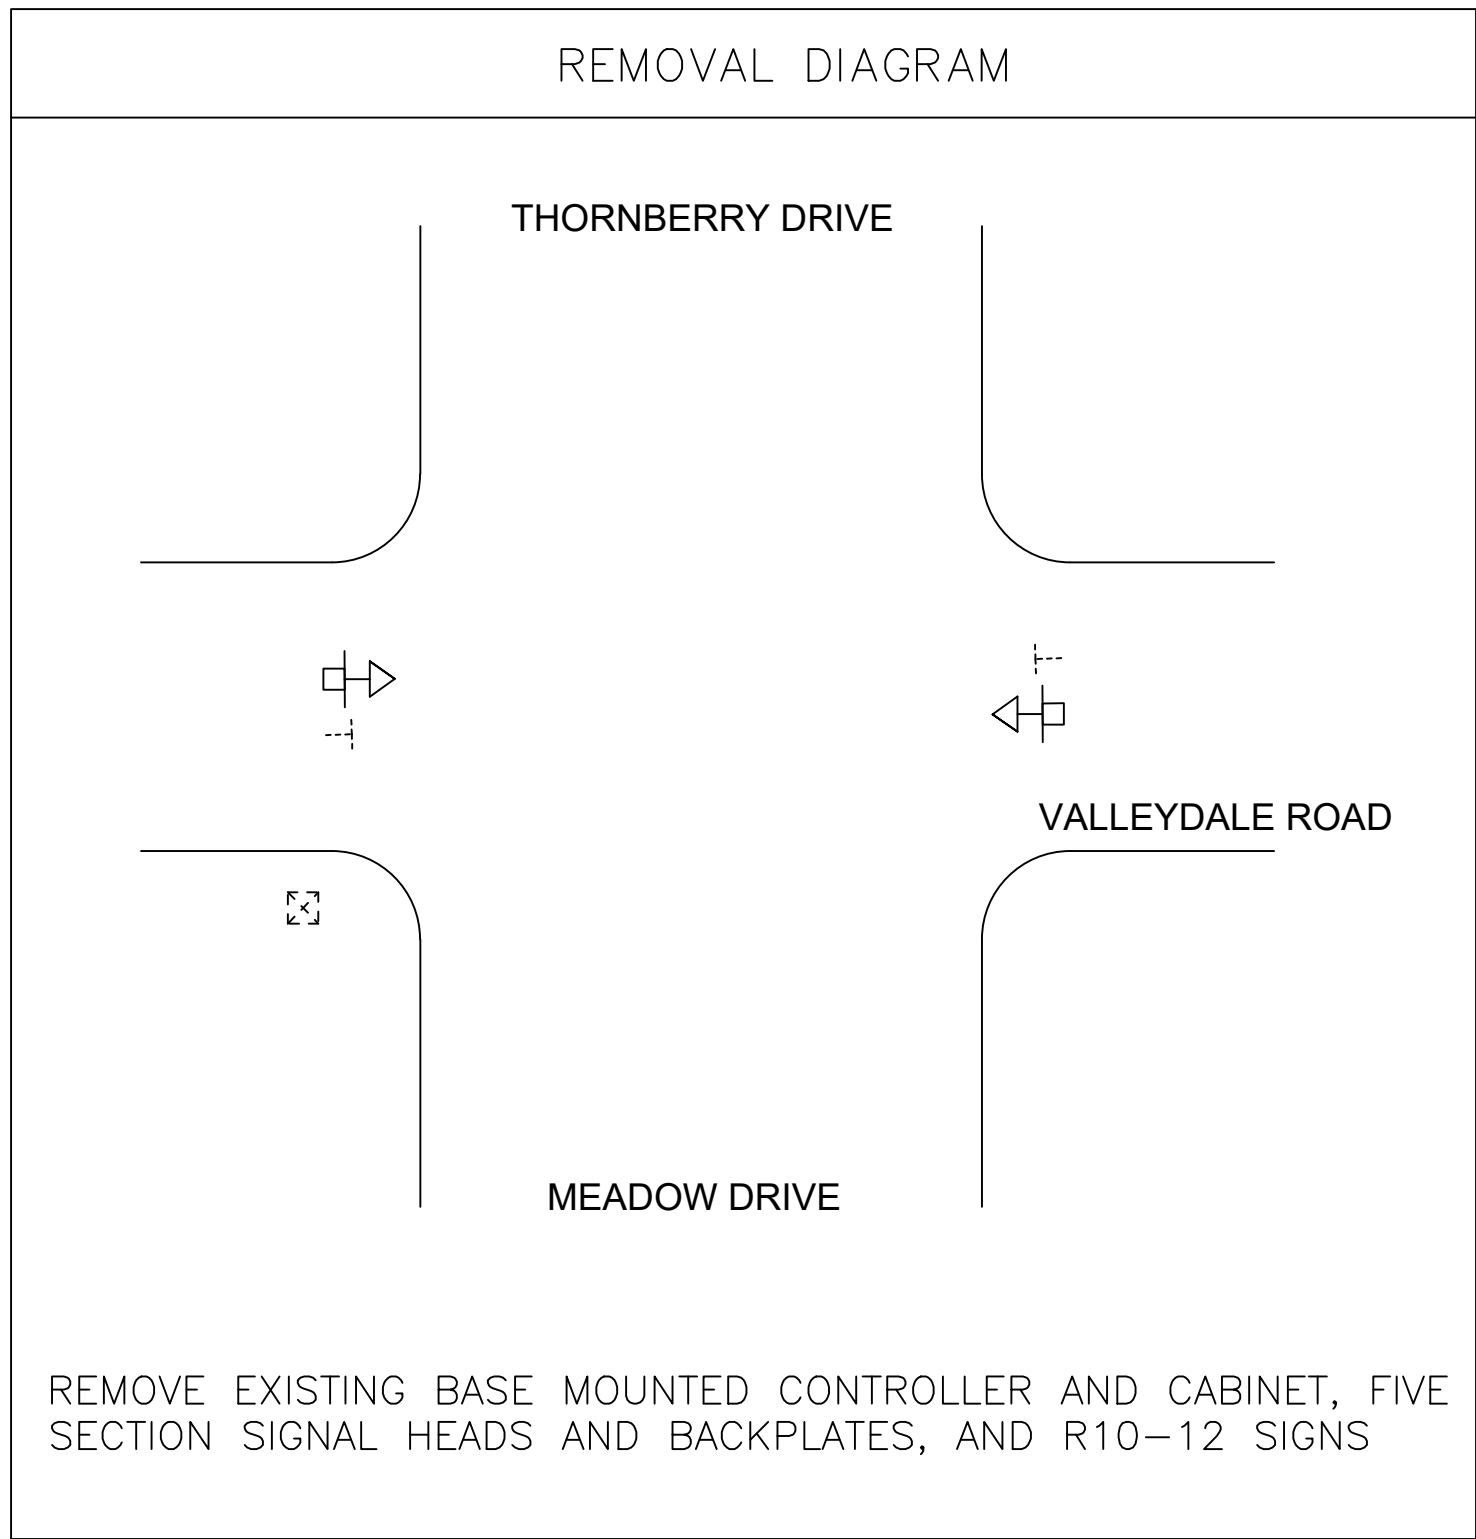 REMOVAL DIAGRAM
THORNBERRY DRIVE
VALLEYDALE ROAD
MEADOW DRIVE
REMOVE EXISTING BASE MOUNTED CONTROLLER AND CABINET, FIVE
SECTION SIGNAL HEADS AND BACKPLATES, AND R10-12 SIGNS